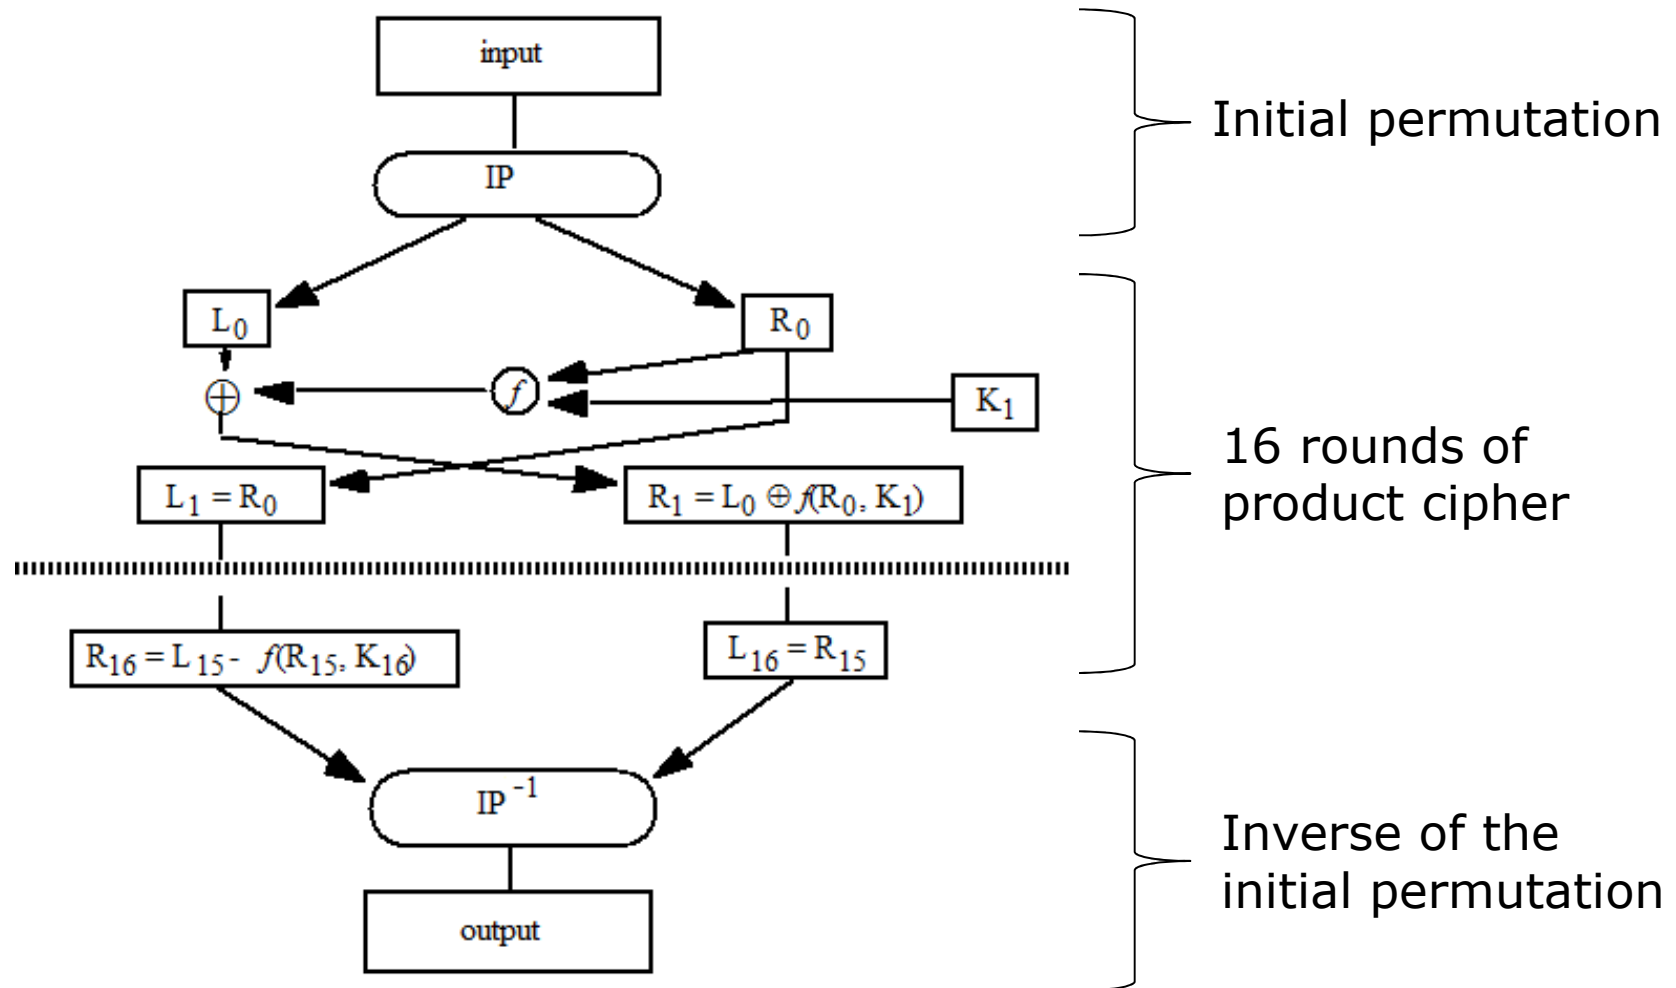 input
Initial permutation
IP
L0
R0
⊕
f
K1
16 rounds of
product cipher
L1 = R0
R1 = L0 ⊕ f(R0, K1)
R16 = L15 - f(R15, K16)
L16 = R15
IP -1
Inverse of the
initial permutation
output